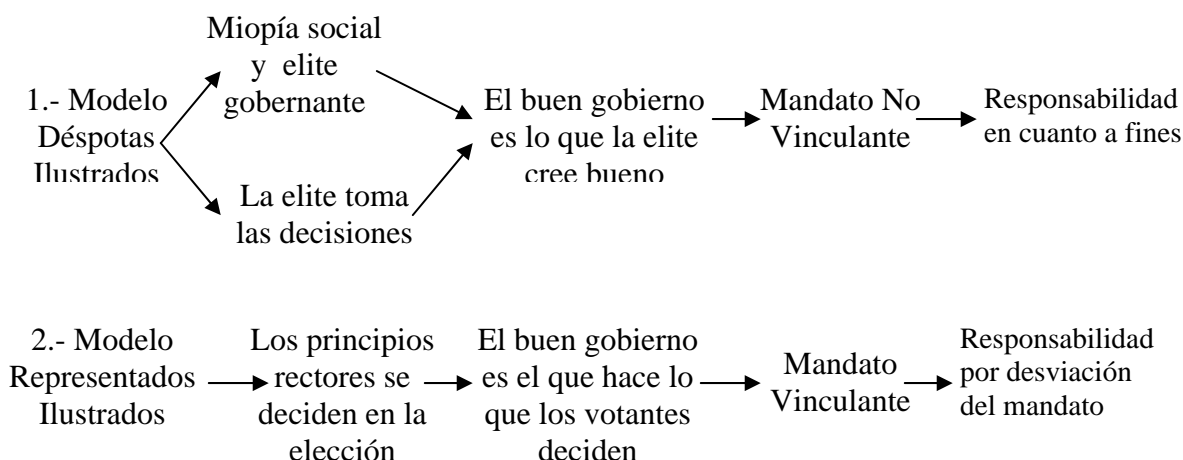 Miopía social
y elite
gobernante
1.- Modelo
Déspotas
Ilustrados
La elite toma
las decisiones
El buen gobierno
es lo que la elite
cree bueno
Mandato No
Vinculante
Responsabilidad
en cuanto a fines
2.- Modelo
Representados
Ilustrados
Los principios
rectores se
deciden en la
elección
El buen gobierno
es el que hace lo
que los votantes
deciden
Mandato
Vinculante
Responsabilidad
por desviación
del mandato